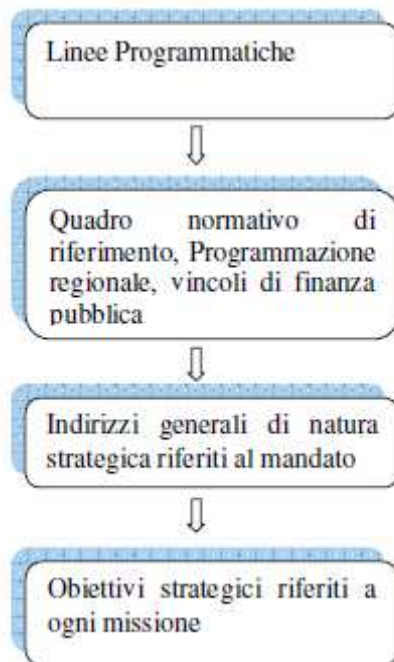 Linee Programmatiche
Quadro normativo di
riferimento, Programmazione
regionale, vincoli di finanza
pubblica
Indirizzi generali di natura
strategica riferiti al mandato
Obiettivi strategici riferiti a
ogni missione